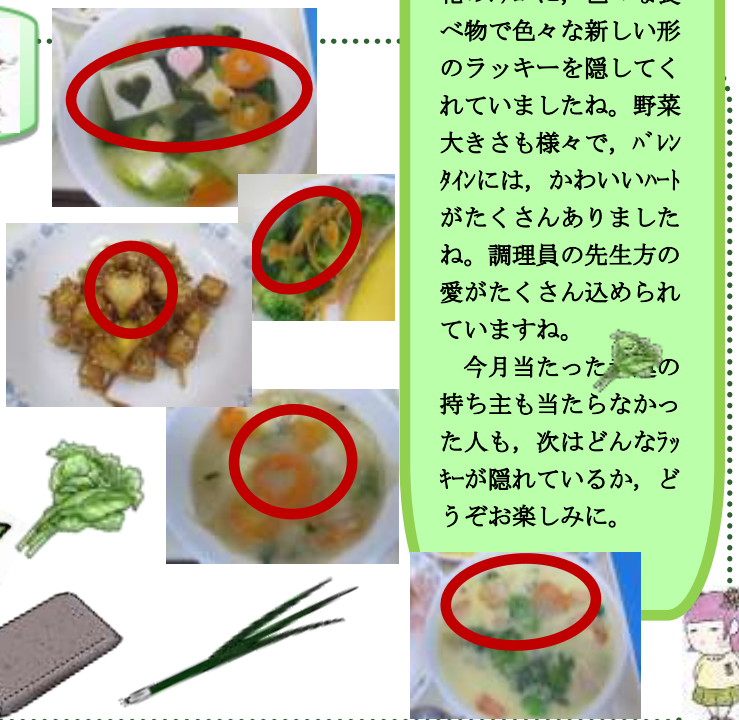 べ物で色々な新しい形
のラッキーを隠してく
れていましたね。野菜
大きさも様々で，ﾊﾞﾚﾝ
ﾀｲﾝには，かわいいﾊｰﾄ
がたくさんありました
ね。調理員の先生方の
愛がたくさん込められ
ていますね。
今月当たった の
持ち主も当たらなかっ
た人も，次はどんなﾗｯ
ｷｰが隠れているか，ど
うぞお楽しみに。